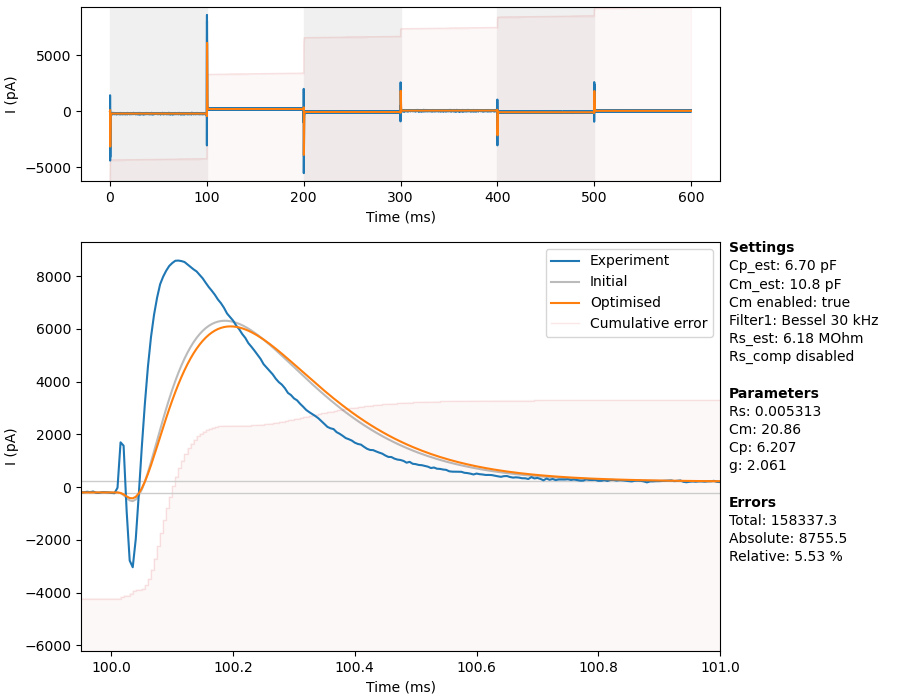 I (pA)
5000
0
−5000
0
100
200
300
400
500
600
Time (ms)
I (pA)
8000
6000
4000
2000
0
−2000
−4000
−6000
100.0
100.2
100.4
100.6
100.8
101.0
Time (ms)
Experiment
Initial
Optimised
Cumulative error
Settings
Cp_est: 6.70 pF
Cm_est: 10.8 pF
Cm enabled: true
Filter1: Bessel 30 kHz
Rs_est: 6.18 MOhm
Rs_comp disabled
Parameters
Rs: 0.005313
Cm: 20.86
Cp: 6.207
g: 2.061
Errors
Total: 158337.3
Absolute: 8755.5
Relative: 5.53 %